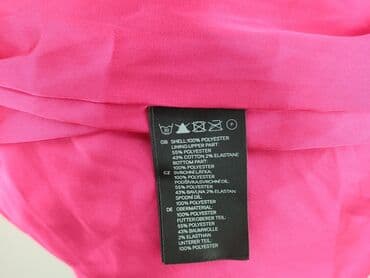 GB SHELL:100% POLYESTER
LINING:UPPER PART:
55% POLYESTER
43% COTTON 2% ELASTANE
BOTTOM PART:
100% POLYESTER
CZ SVRCHNÍ LÁTKA:
100% POLYESTER
PODŠÍVKA:SVRCHNÍ DÍL:
55% POLYESTER
43% BAVLNA 2% ELASTAN
SPODNÍ DÍL:
100% POLYESTER
DE OBERMATERIAL:
100% POLYESTER
FUTTER:OBERER TEIL:
55% POLYESTER
43% BAUMWOLLE
2% ELASTHAN
UNTERER TEIL:
100% POLYESTER